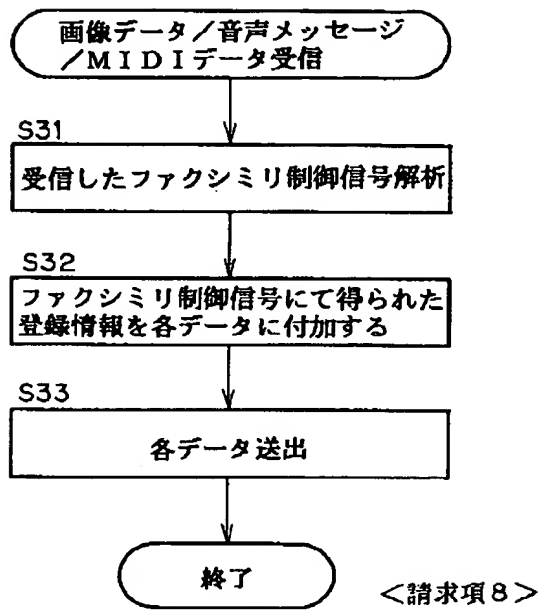 画像データ/音声メッセージ
/MIDIデータ受信
S31
受信したファクシミリ制御信号解析
S32
ファクシミリ制御信号にて得られた
登録情報を各データに付加する
S33
各データ送出
終了
<請求項8>